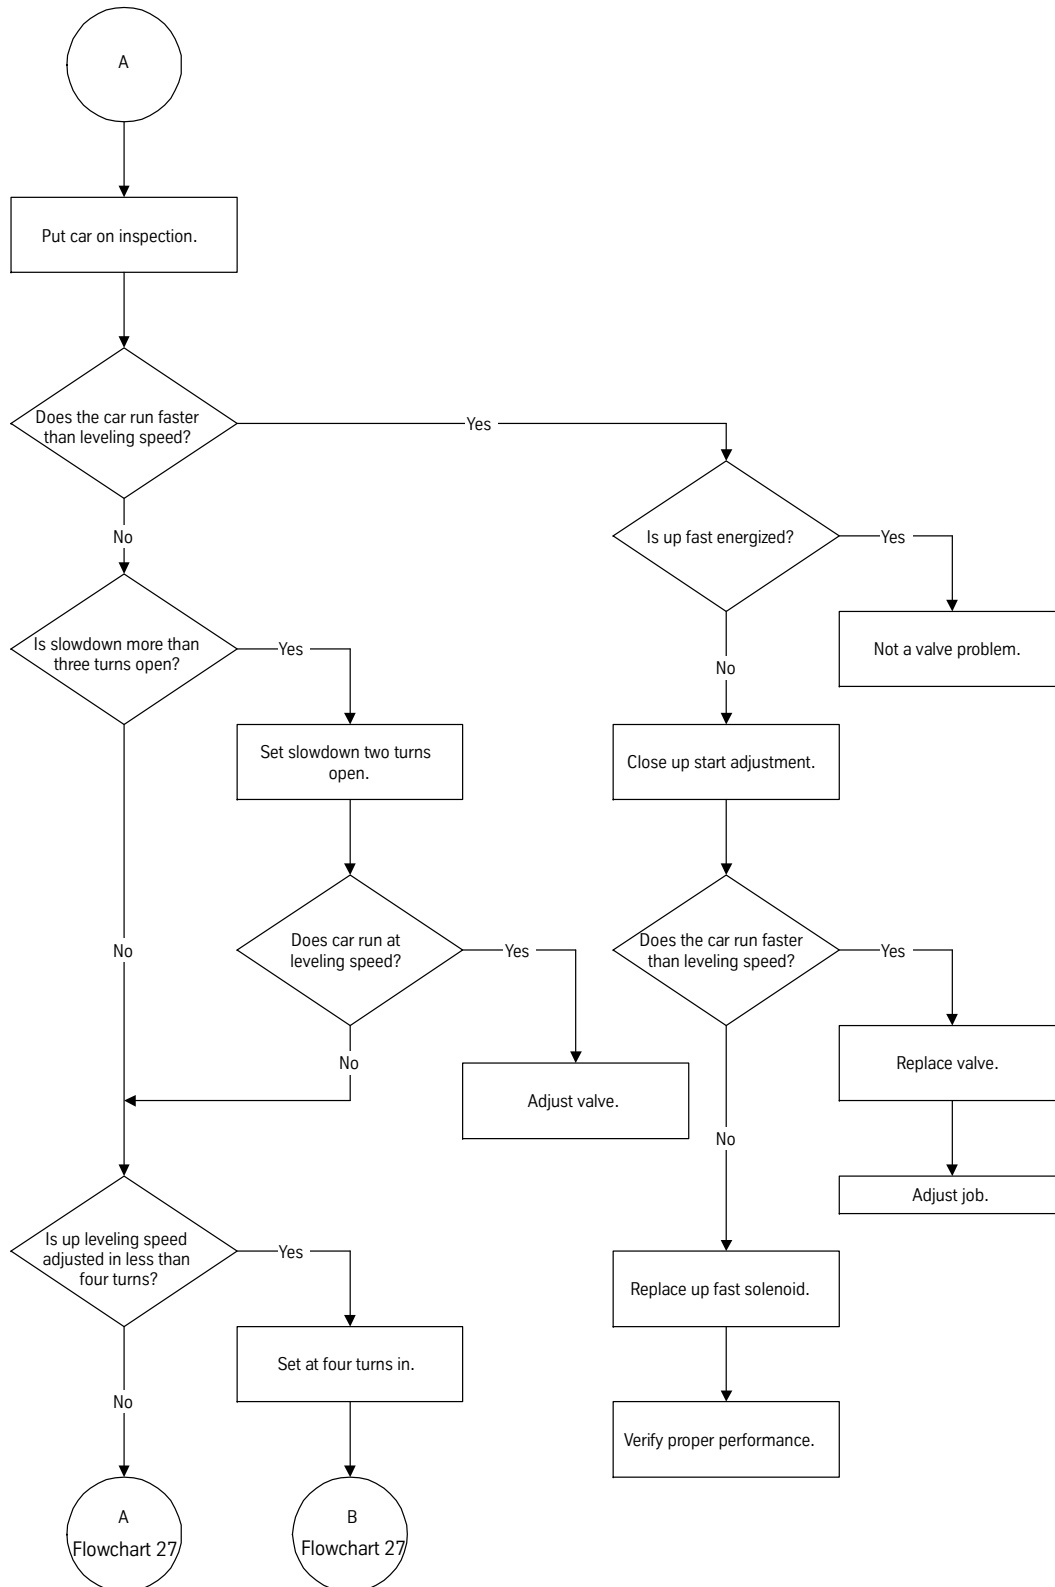 A
Put car on inspection.
Does the car run faster
than leveling speed?
Yes
No
Is up fast energized?
Yes
Is slowdown more than
three turns open?
Yes
Not a valve problem.
No
Set slowdown two turns
open.
Close up start adjustment.
No
Does car run at
leveling speed?
Yes
Does the car run faster
than leveling speed?
Yes
No
Adjust valve.
Replace valve.
No
Adjust job.
Is up leveling speed
adjusted in less than
four turns?
Yes
Replace up fast solenoid.
Set at four turns in.
No
Verify proper performance.
A
Flowchart 27
B
Flowchart 27